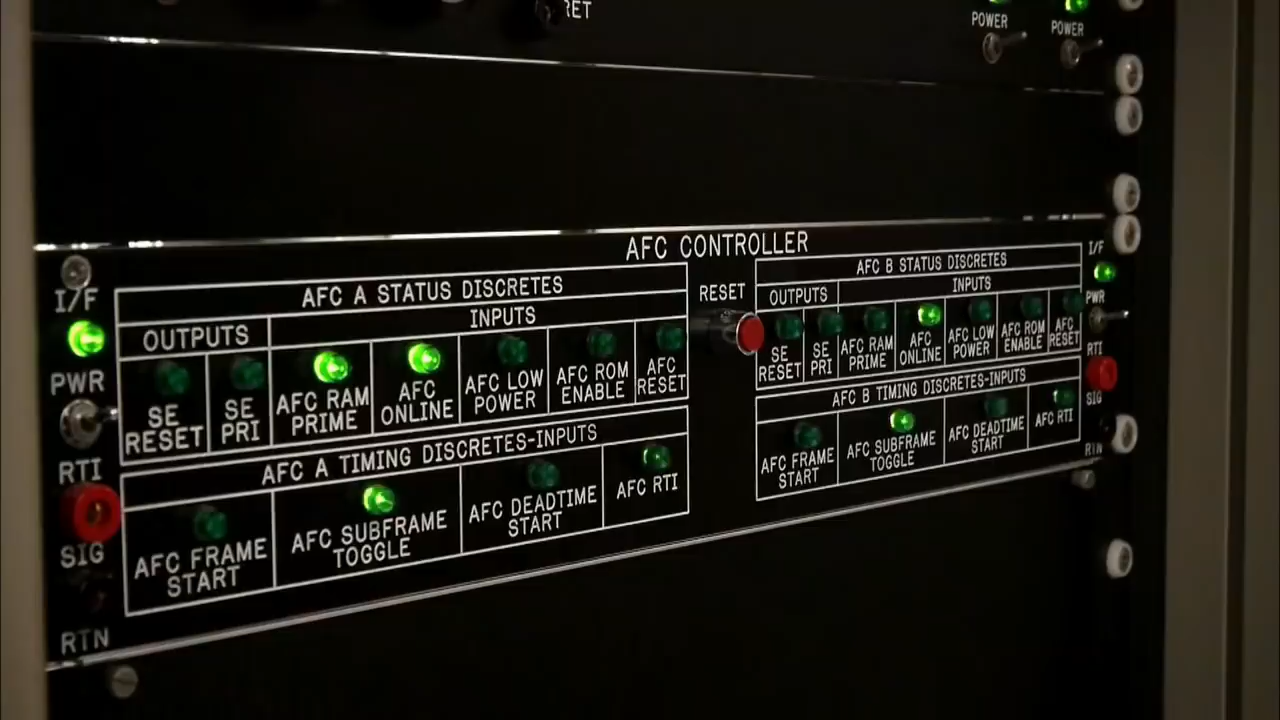 RET
POWER
POWER
AFC CONTROLLER
I/F
PWR
RTI
SIG
RTN
AFC A STATUS DISCRETES
OUTPUTS
INPUTS
SE
RESET
SE
PRI
AFC RAM
PRIME
AFC
ONLINE
AFC LOW
POWER
AFC ROM
ENABLE
AFC
RESET
AFC A TIMING DISCRETES-INPUTS
AFC FRAME
START
AFC SUBFRAME
TOGGLE
AFC DEADTIME
START
AFC RTI
RESET
AFC B STATUS DISCRETES
OUTPUTS
INPUTS
SE
RESET
SE
PRI
AFC RAM
PRIME
AFC
ONLINE
AFC LOW
POWER
AFC ROM
ENABLE
AFC
RESET
AFC B TIMING DISCRETES-INPUTS
AFC FRAME
START
AFC SUBFRAME
TOGGLE
AFC DEADTIME
START
AFC RTI
I/F
PWR
RTI
SIG
RTN